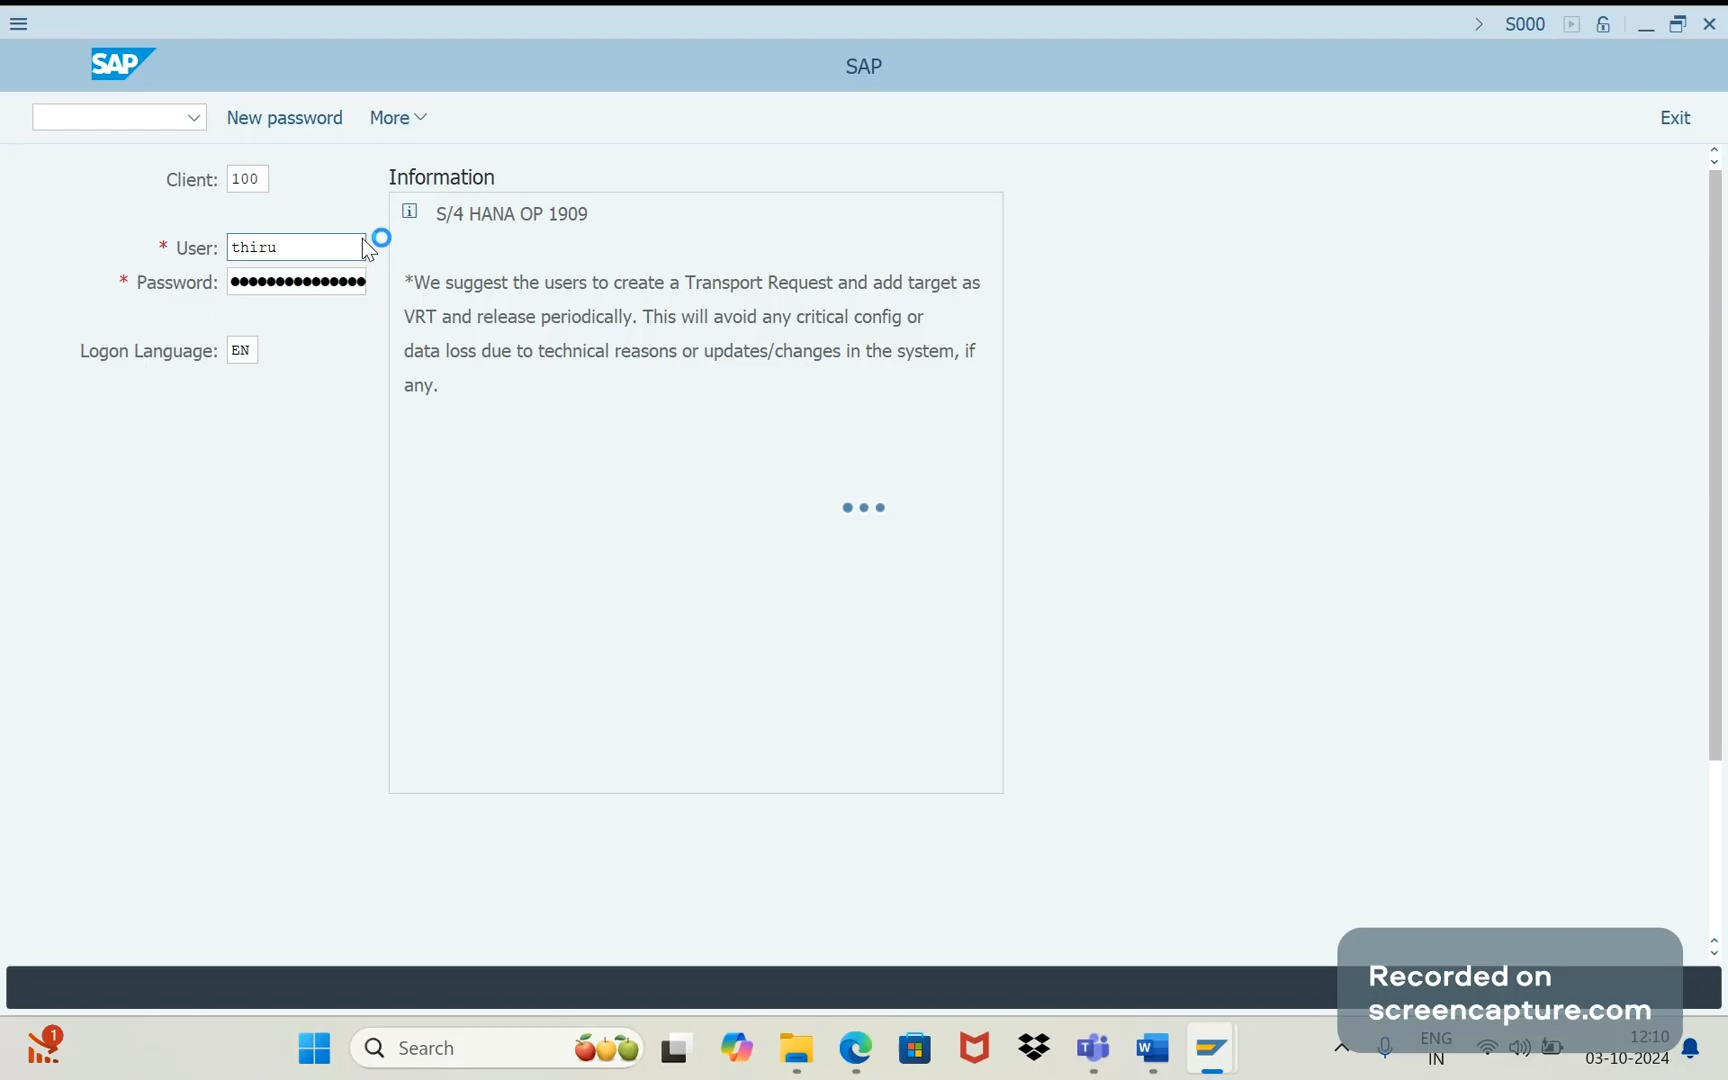 S000
SAP
SAP
New password
More
Exit
Client:
100
Information
S/4 HANA OP 1909
* User:
thiru
* Password:
●●●●●●●●●●●●●●●
*We suggest the users to create a Transport Request and add target as
VRT and release periodically. This will avoid any critical config or
data loss due to technical reasons or updates/changes in the system, if
any.
Logon Language:
EN
Recorded on
screencapture.com
1
Search
ENG
IN
12:10
03-10-2024